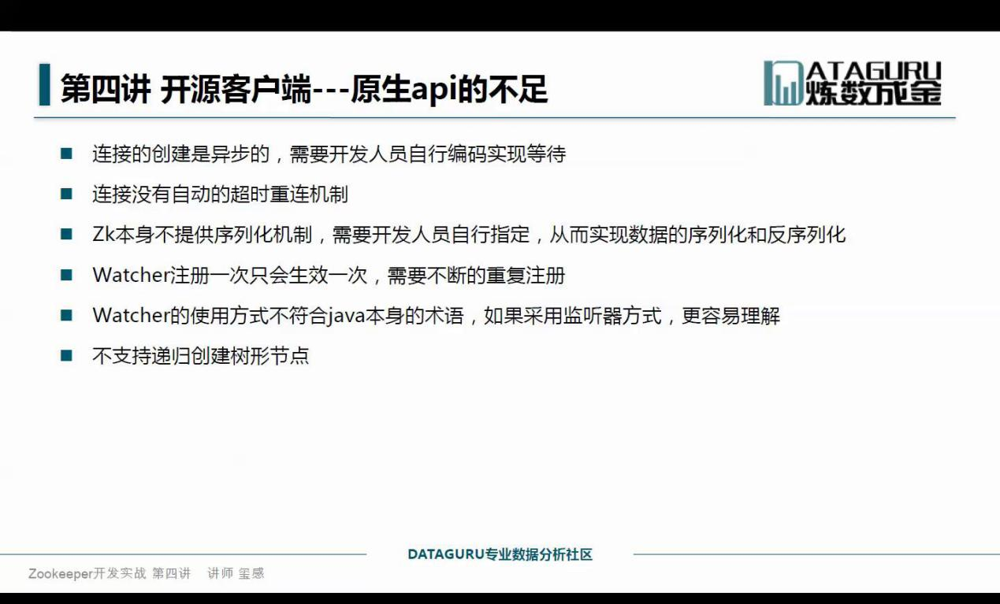 第四讲 开源客户端---原生api的不足
DATAGURU
炼数成金
连接的创建是异步的，需要开发人员自行编码实现等待
连接没有自动的超时重连机制
Zk本身不提供序列化机制，需要开发人员自行指定，从而实现数据的序列化和反序列化
Watcher注册一次只会生效一次，需要不断的重复注册
Watcher的使用方式不符合java本身的术语，如果采用监听器方式，更容易理解
不支持递归创建树形节点
DATAGURU专业数据分析社区
Zookeeper开发实战 第四讲 讲师 玺感